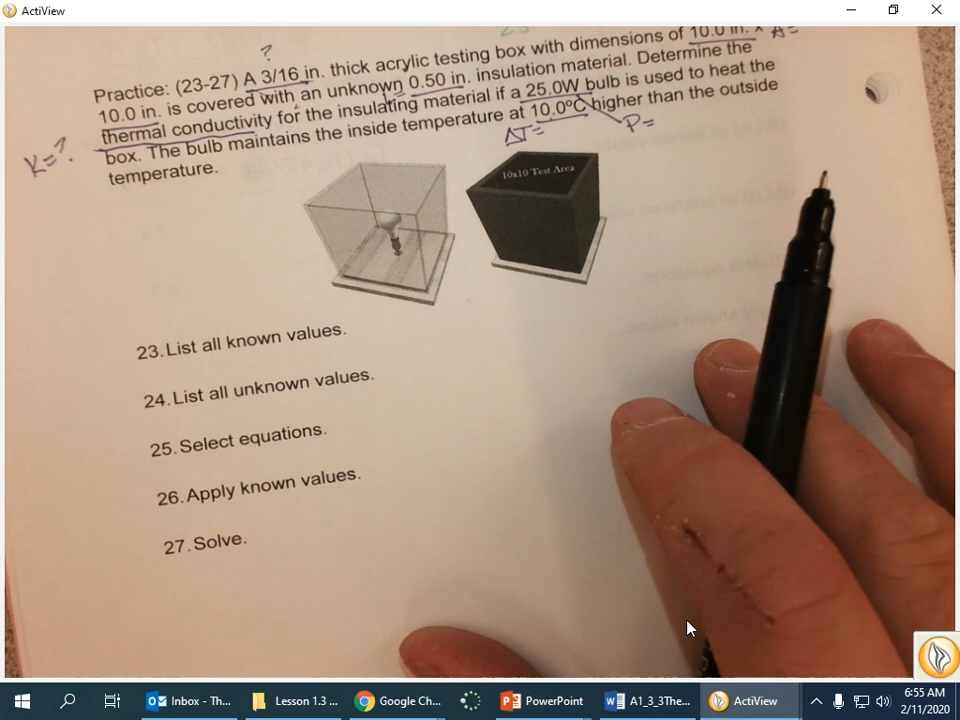 ActiView
?
Practice: (23-27) A 3/16 in. thick acrylic testing box with dimensions of 10.0 in. x A=
10.0 in. is covered with an unknown 0.50 in. insulation material. Determine the
thermal conductivity for the insulating material if a 25.0W bulb is used to heat the
box. The bulb maintains the inside temperature at 10.0ºC higher than the outside
temperature.
K=?
L=
ΔT=
P=
10x10 Test Area
23. List all known values.
24. List all unknown values.
25. Select equations.
26. Apply known values.
27. Solve.
Inbox - Th...
Lesson 1.3 ...
Google Ch...
PowerPoint
A1_3_3The...
ActiView
6:55 AM
2/11/2020